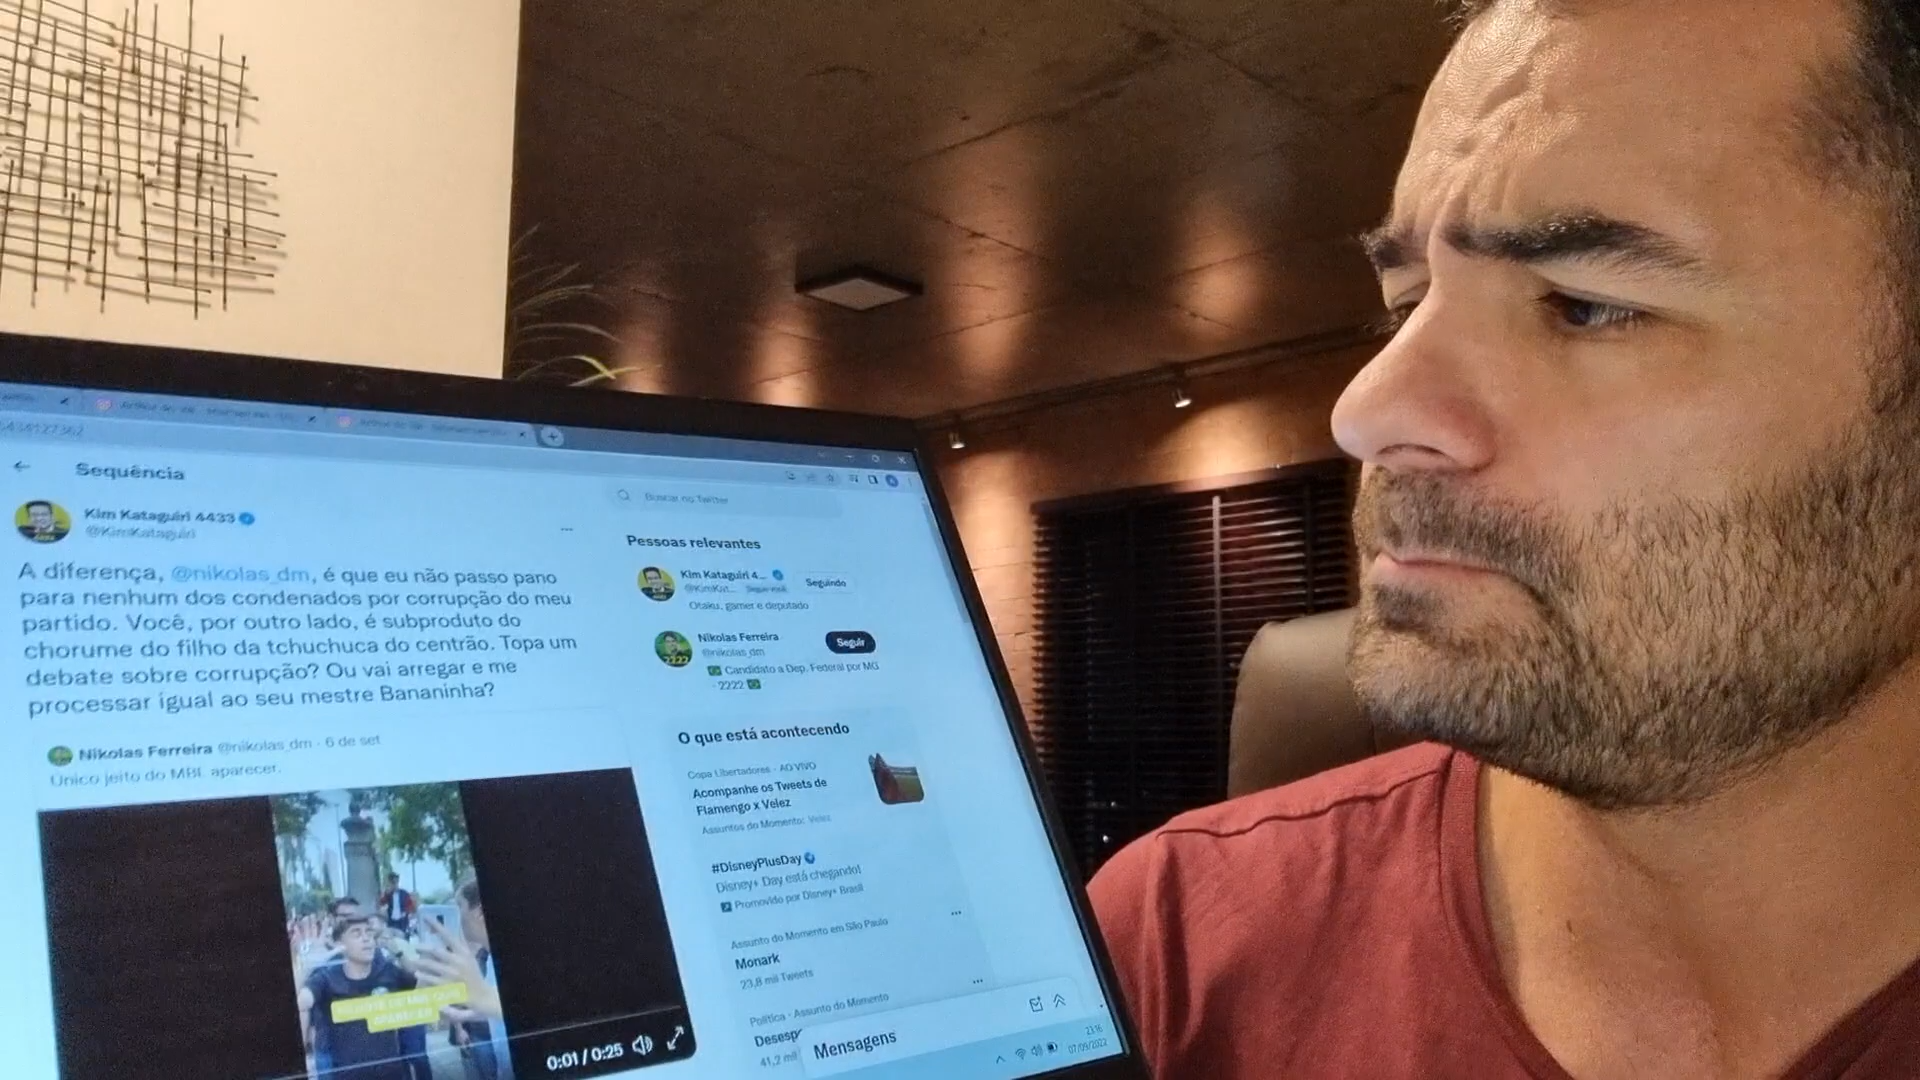 Sequência
Kim Kataguiri 4433
@KimKataguiri
A diferença, @nikolas_dm, é que eu não passo pano
para nenhum dos condenados por corrupção do meu
partido. Você, por outro lado, é subproduto do
chorume do filho da tchuchuca do centrão. Topa um
debate sobre corrupção? Ou vai arregar e me
processar igual ao seu mestre Bananinha?
Nikolas Ferreira @nikolas_dm · 6 de set
Único jeito do MBL aparecer.
0:01 / 0:25
Buscar no Twitter
Pessoas relevantes
Kim Kataguiri 4...
@KimKat...
Seguindo
Otaku, gamer e deputado
Nikolas Ferreira
@nikolas_dm
Seguir
Candidato a Dep. Federal por MG
· 2222
O que está acontecendo
Copa Libertadores · AO VIVO
Acompanhe os Tweets de
Flamengo x Velez
Assuntos do Momento: Velez
#DisneyPlusDay
Disney+ Day está chegando!
Promovido por Disney+ Brasil
Assunto do Momento em São Paulo
Monark
23,8 mil Tweets
Política · Assunto do Momento
41,2 mil
Mensagens
23:16
07/09/2022